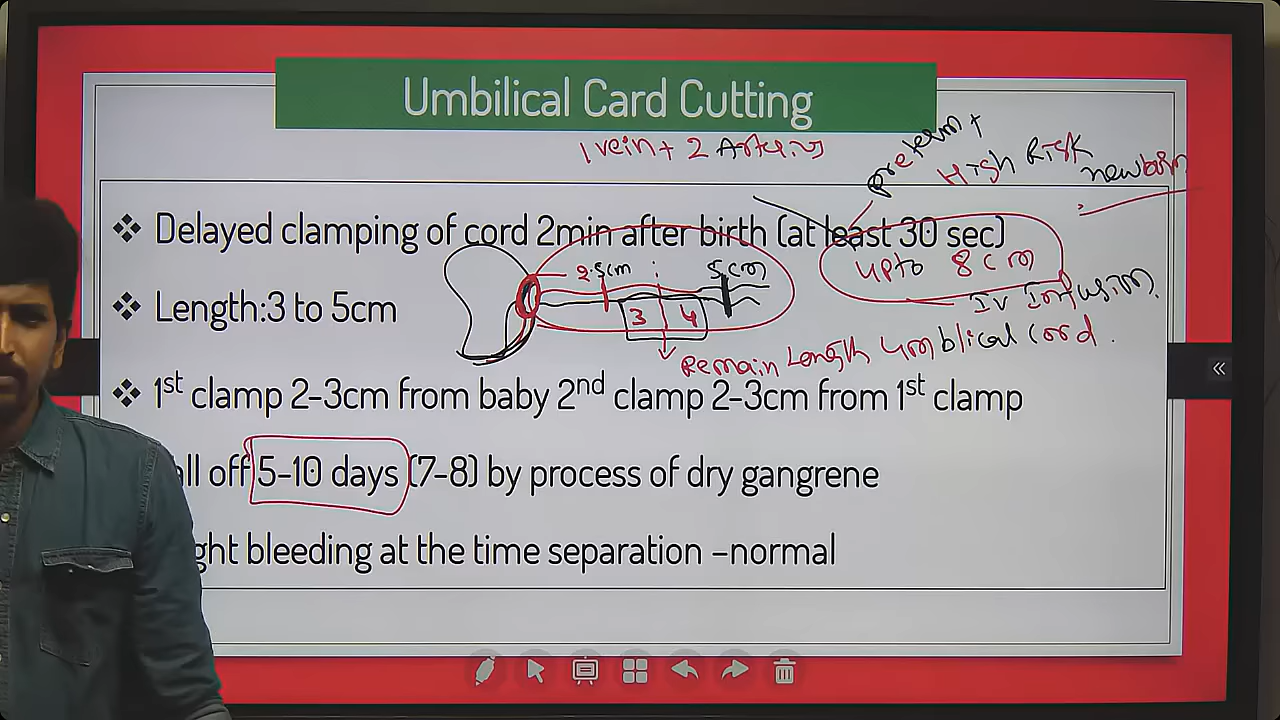 Umbilical Card Cutting
1 vein + 2 Arteries
preterm +
High Risk
newborn
Delayed clamping of cord 2min after birth (at least 30 sec)
2.5cm
5cm
upto 8cm
Length:3 to 5cm
3 4
IV Infusion.
Remain Length umblical cord.
1st clamp 2-3cm from baby 2nd clamp 2-3cm from 1st clamp
all off 5-10 days (7-8) by process of dry gangrene
ght bleeding at the time separation –normal
«